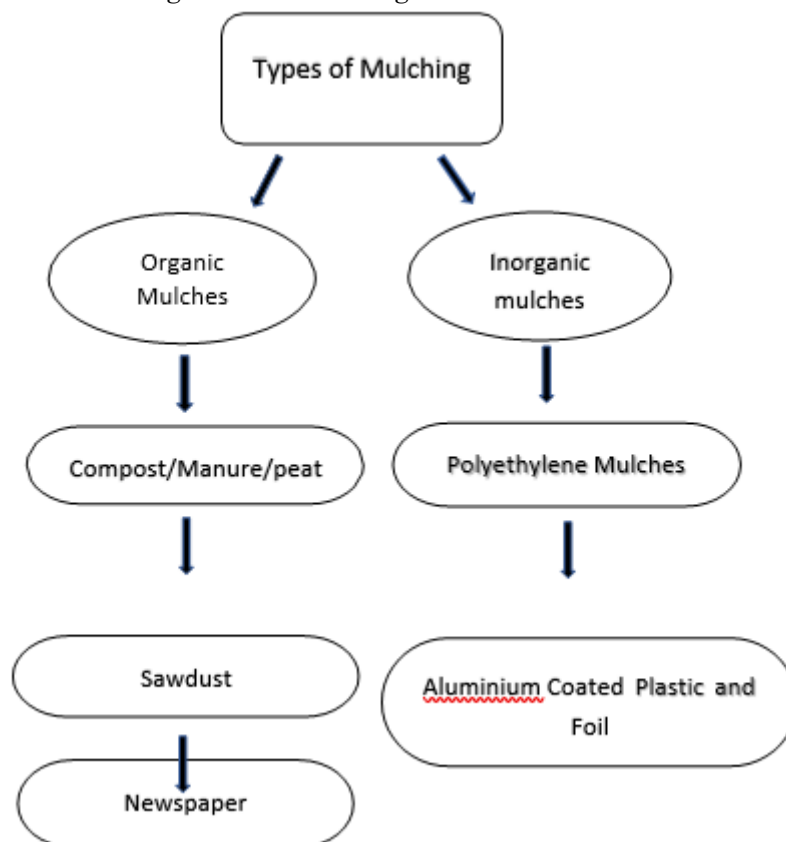 Types of Mulching
Organic
Mulches
Inorganic
mulches
Compost/Manure/peat
Polyethylene Mulches
Sawdust
Aluminium Coated Plastic and
Foil
Newspaper